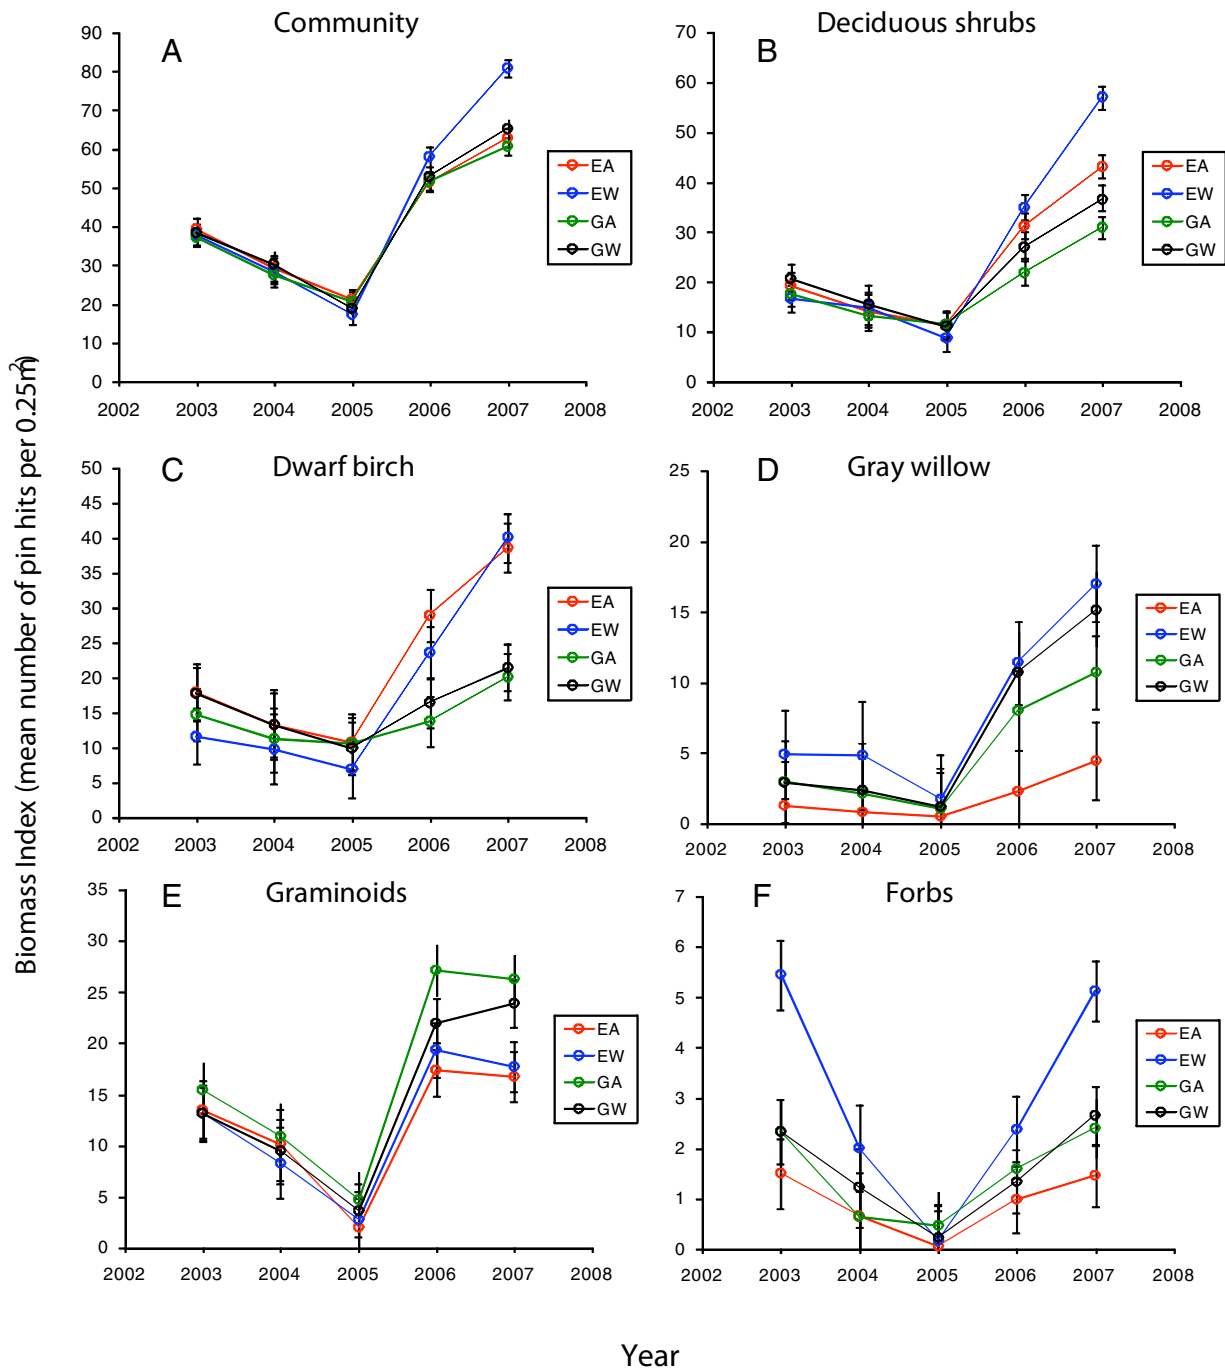 Community
Deciduous shrubs
A
B
90
80
70
60
50
40
30
20
10
0
2002 2003 2004 2005 2006 2007 2008
EA
EW
GA
GW
70
60
50
40
30
20
10
0
2002 2003 2004 2005 2006 2007 2008
EA
EW
GA
GW
Dwarf birch
Gray willow
C
D
50
45
40
35
30
25
20
15
10
5
0
2002 2003 2004 2005 2006 2007 2008
EA
EW
GA
GW
25
20
15
10
5
0
2002 2003 2004 2005 2006 2007 2008
EA
EW
GA
GW
Graminoids
Forbs
E
F
35
30
25
20
15
10
5
0
2002 2003 2004 2005 2006 2007 2008
EA
EW
GA
GW
7
6
5
4
3
2
1
0
2002 2003 2004 2005 2006 2007 2008
EA
EW
GA
GW
Biomass Index (mean number of pin hits per 0.25m²)
Year